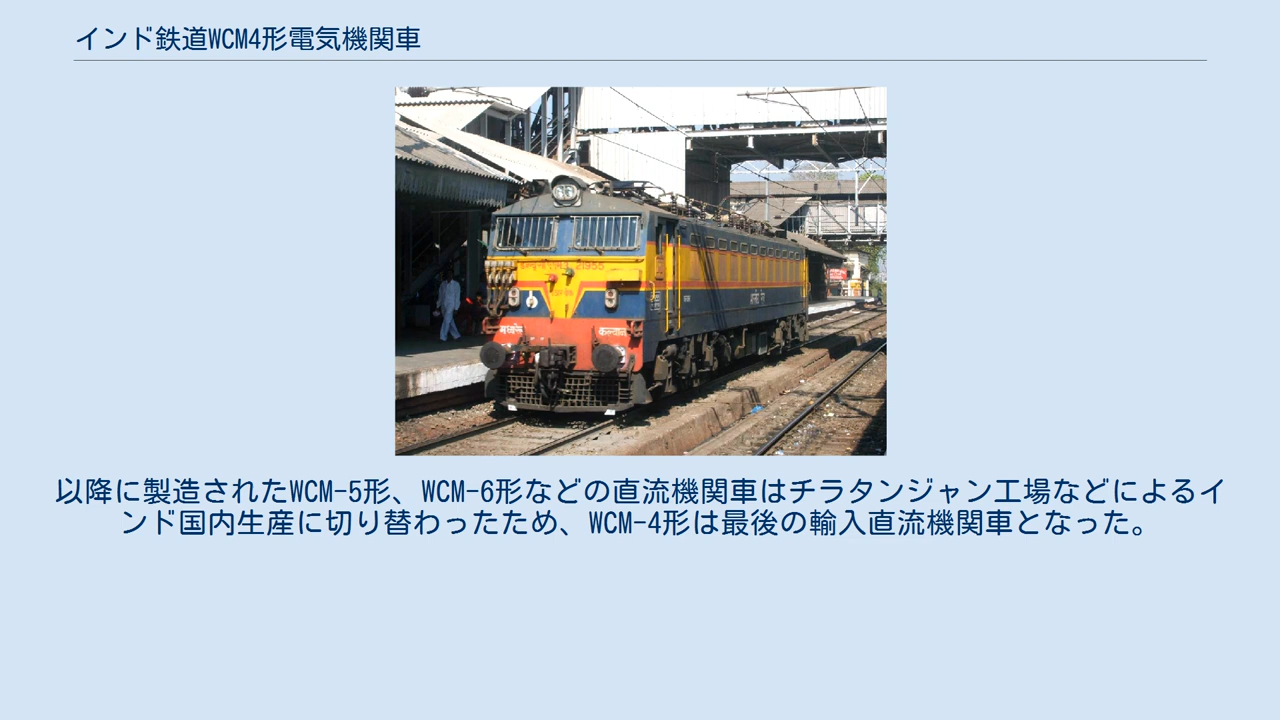 インド鉄道WCM4形電気機関車
以降に製造されたWCM-5形、WCM-6形などの直流機関車はチラタンジャン工場などによるイ
ンド国内生産に切り替わったため、WCM-4形は最後の輸入直流機関車となった。